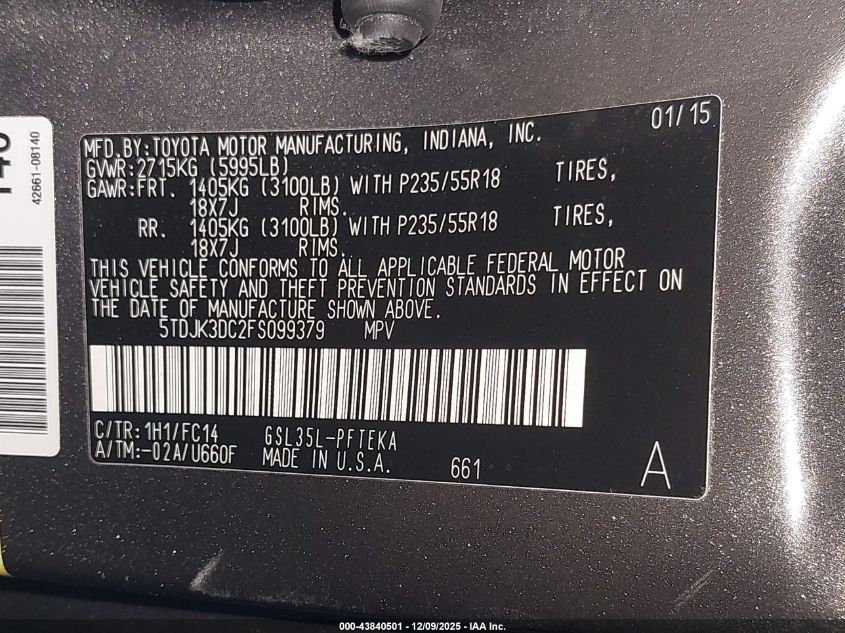 01/15
MFD.BY:TOYOTA MOTOR MANUFACTURING, INDIANA, INC.
GVWR:2715KG (5995LB)
GAWR:FRT. 1405KG (3100LB) WITH P235/55R18 TIRES,
18X7J RIMS.
RR. 1405KG (3100LB) WITH P235/55R18 TIRES,
18X7J RIMS.
THIS VEHICLE CONFORMS TO ALL APPLICABLE FEDERAL MOTOR
VEHICLE SAFETY AND THEFT PREVENTION STANDARDS IN EFFECT ON
THE DATE OF MANUFACTURE SHOWN ABOVE.
5TDJK3DC2FS099379 MPV
C/TR:1H1/FC14 GSL35L-PFTEKA
A/TM:-02A/U660F MADE IN U.S.A. 661 A
42661-08140
000-43840501 - 12/09/2025 - IAA Inc.